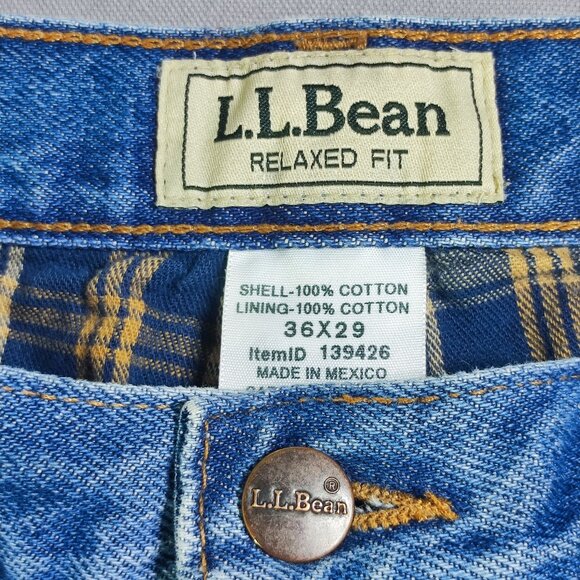 L.L.Bean
RELAXED FIT
SHELL-100% COTTON
LINING-100% COTTON
36X29
ItemID 139426
MADE IN MEXICO
L.L.Bean®